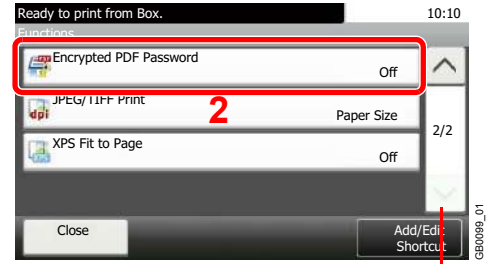 Ready to print from Box.
10:10
Functions
Encrypted PDF Password
Off
JPEG/TIFF Print
Paper Size
2
2/2
XPS Fit to Page
Off
Close
Add/Edit
Shortcut
GB0099_01
dpi